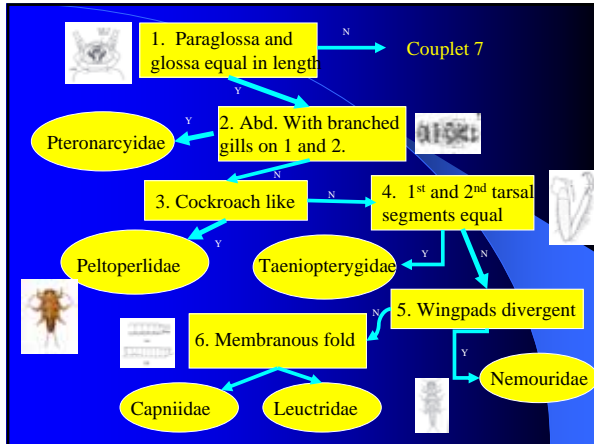 1. Paraglossa and
glossa equal in length
N
Couplet 7
Y
2. Abd. With branched
gills on 1 and 2.
Y
Pteronarcyidae
N
3. Cockroach like
N
4. 1st and 2nd tarsal
segments equal
Y
Peltoperlidae
Y
Taeniopterygidae
N
5. Wingpads divergent
N
6. Membranous fold
Y
Nemouridae
Capniidae
Leuctridae